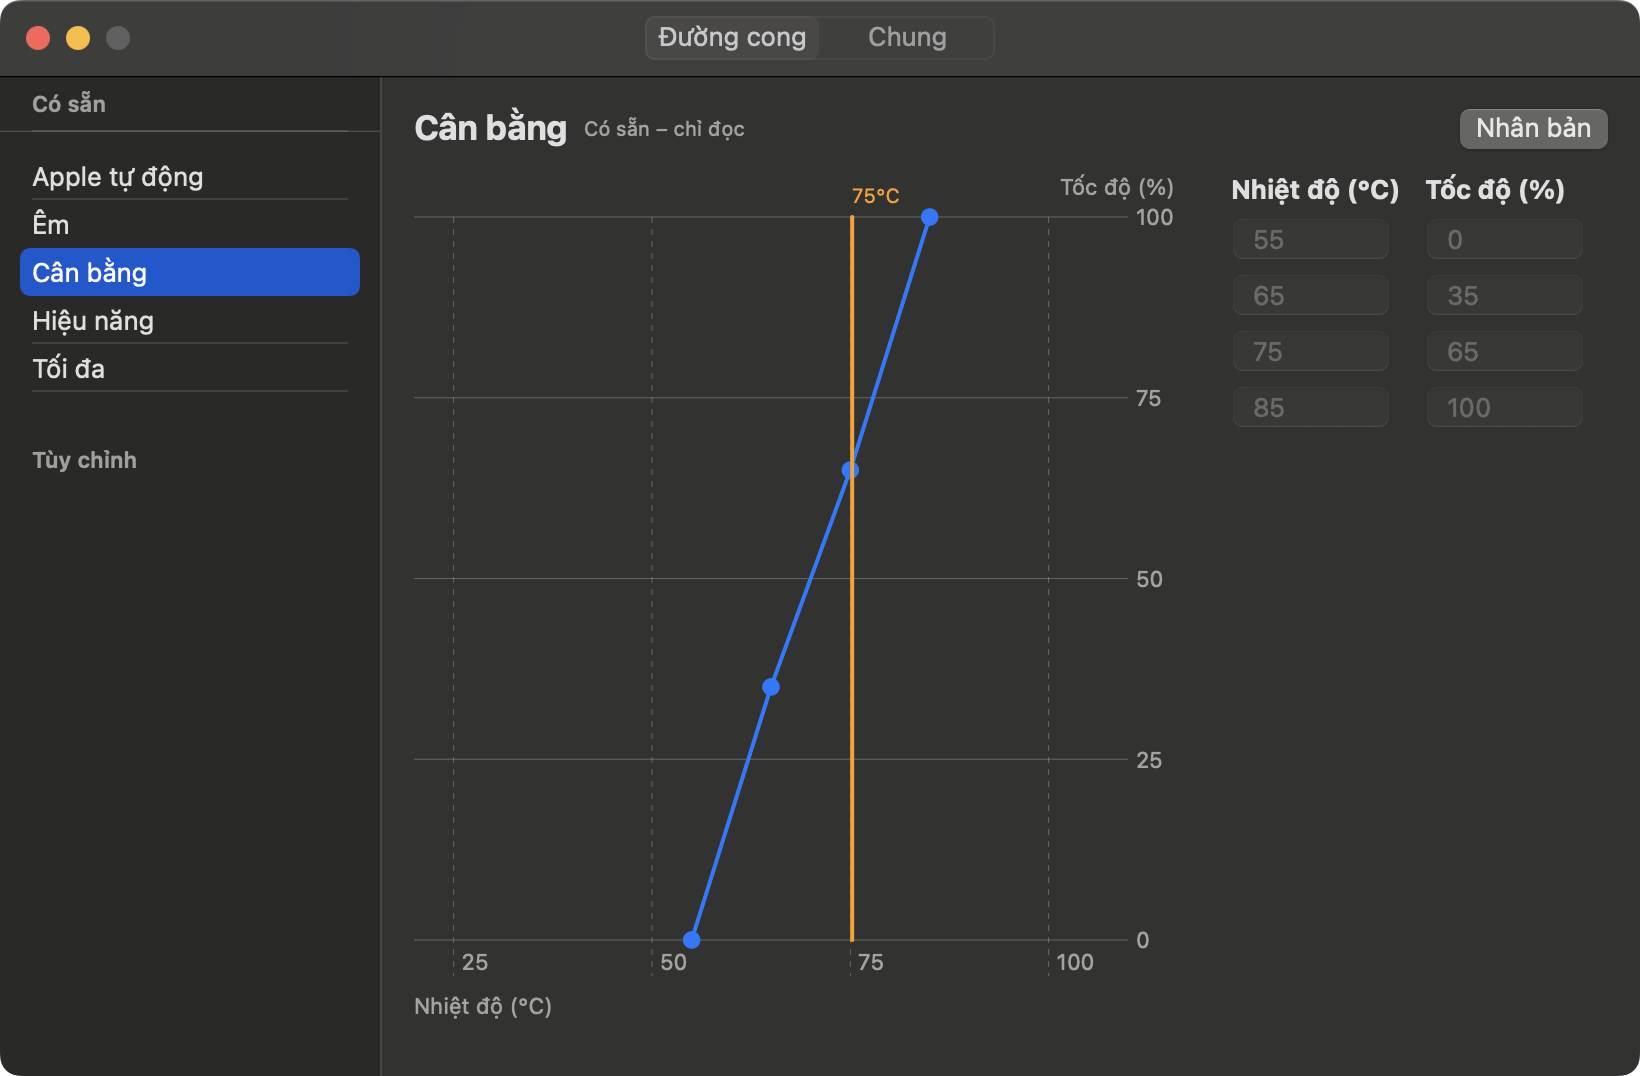 Đường cong
Chung
Có sẵn
Apple tự động
Êm
Cân bằng
Hiệu năng
Tối đa
Tùy chỉnh
Cân bằng Có sẵn – chỉ đọc
Nhân bản
75°C
Tốc độ (%)
100
75
50
25
0
25 50 75 100
Nhiệt độ (°C)
Nhiệt độ (°C) Tốc độ (%)
55 0
65 35
75 65
85 100